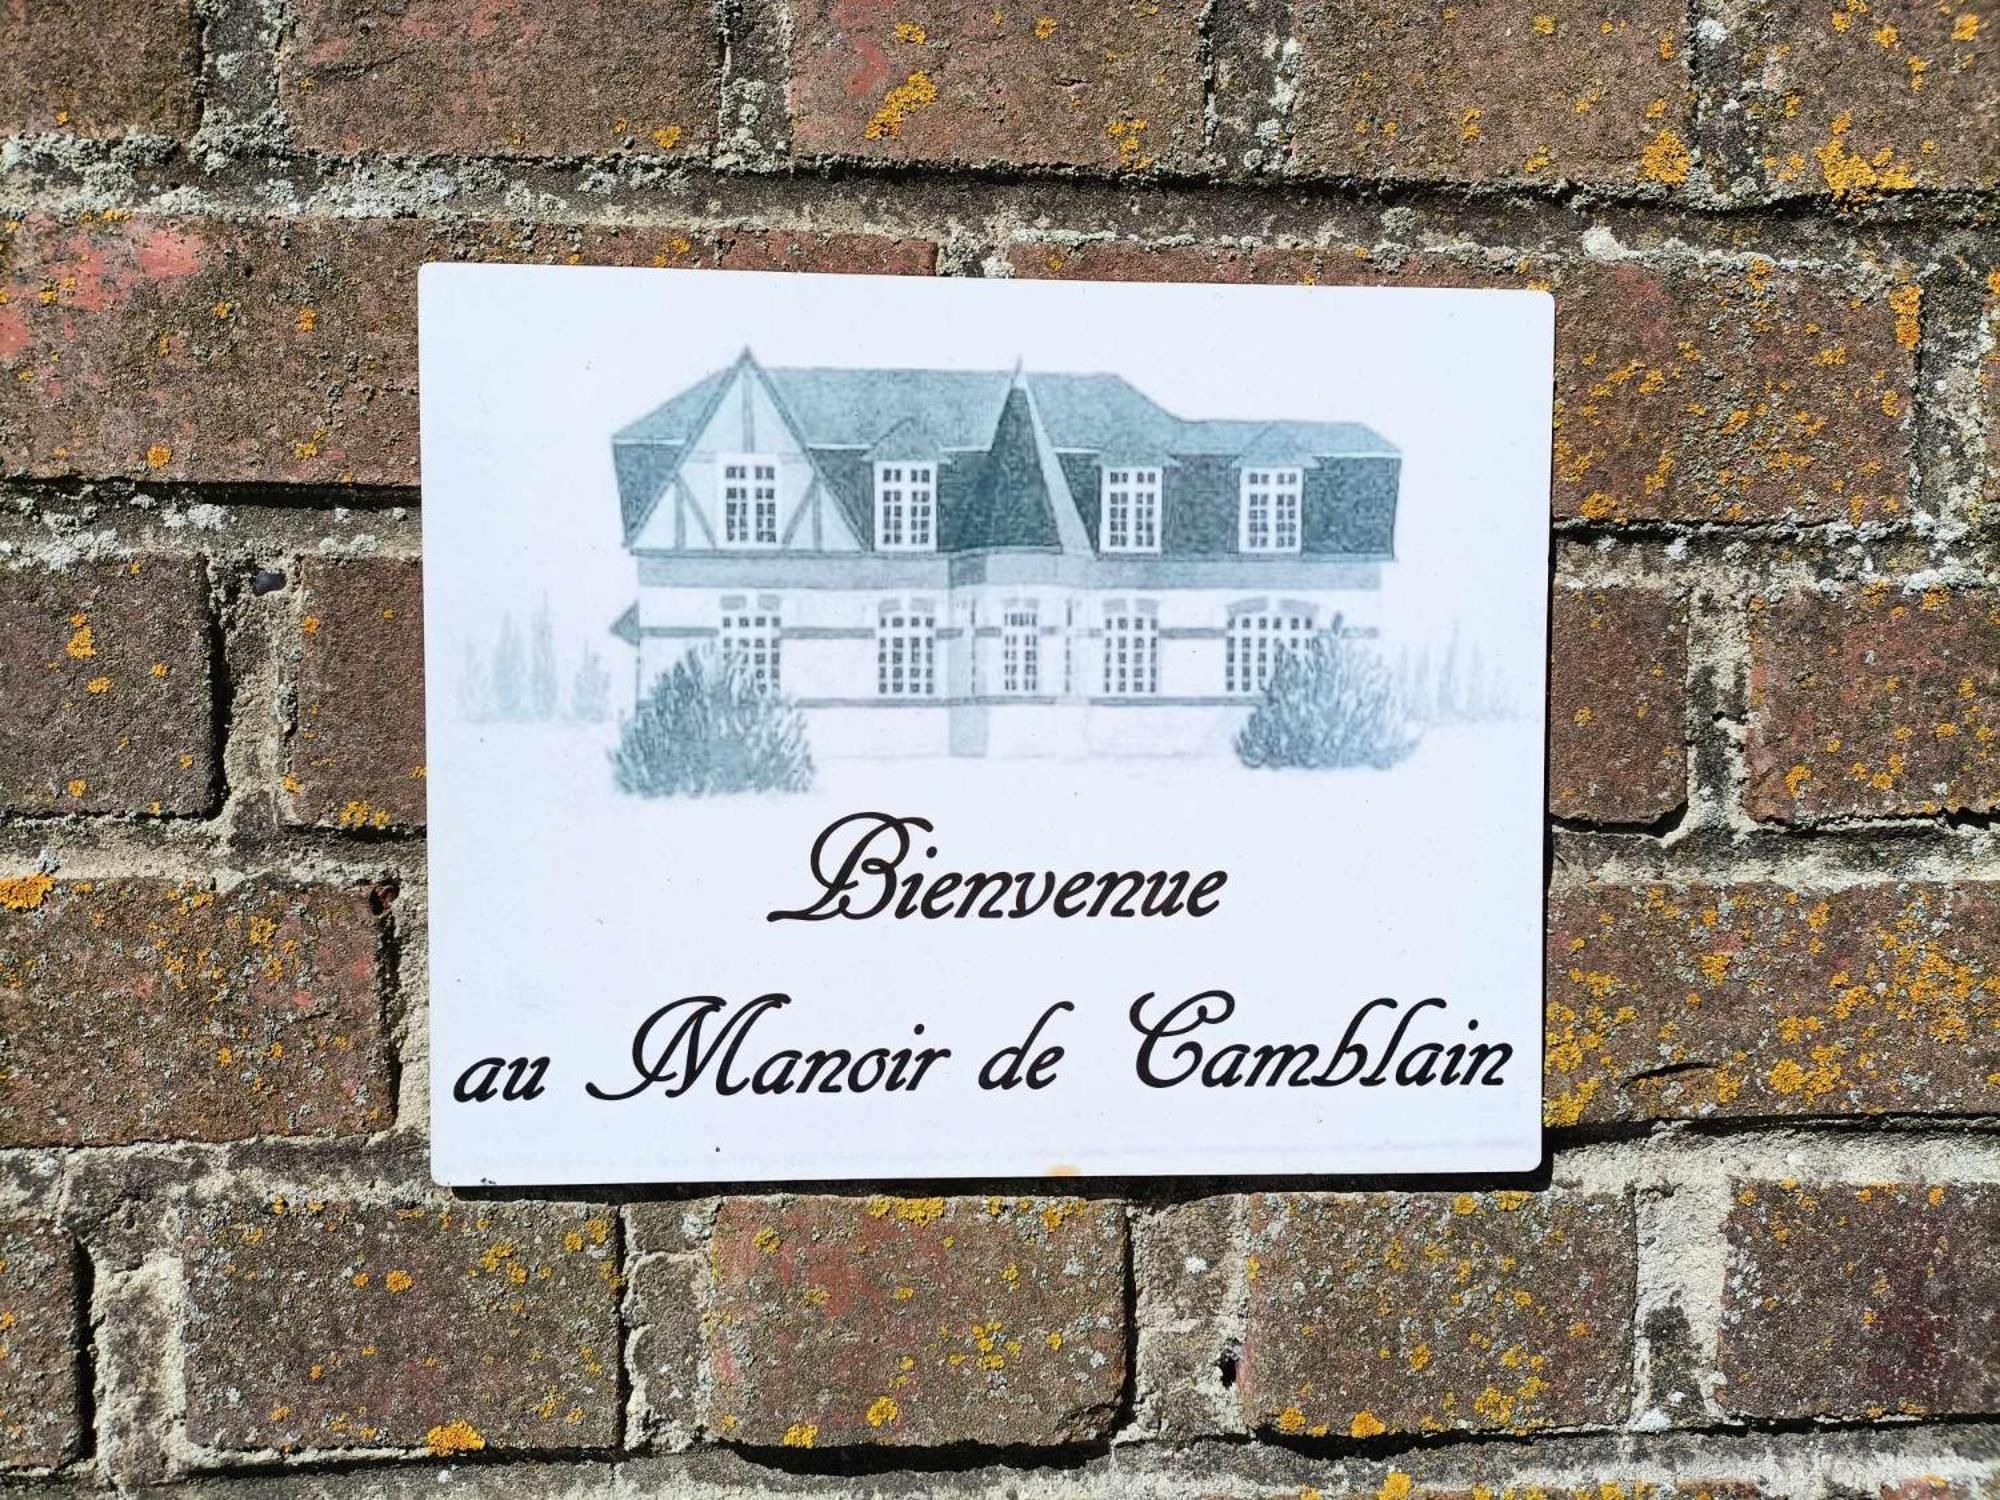 Bienvenue
au Manoir de Camblain